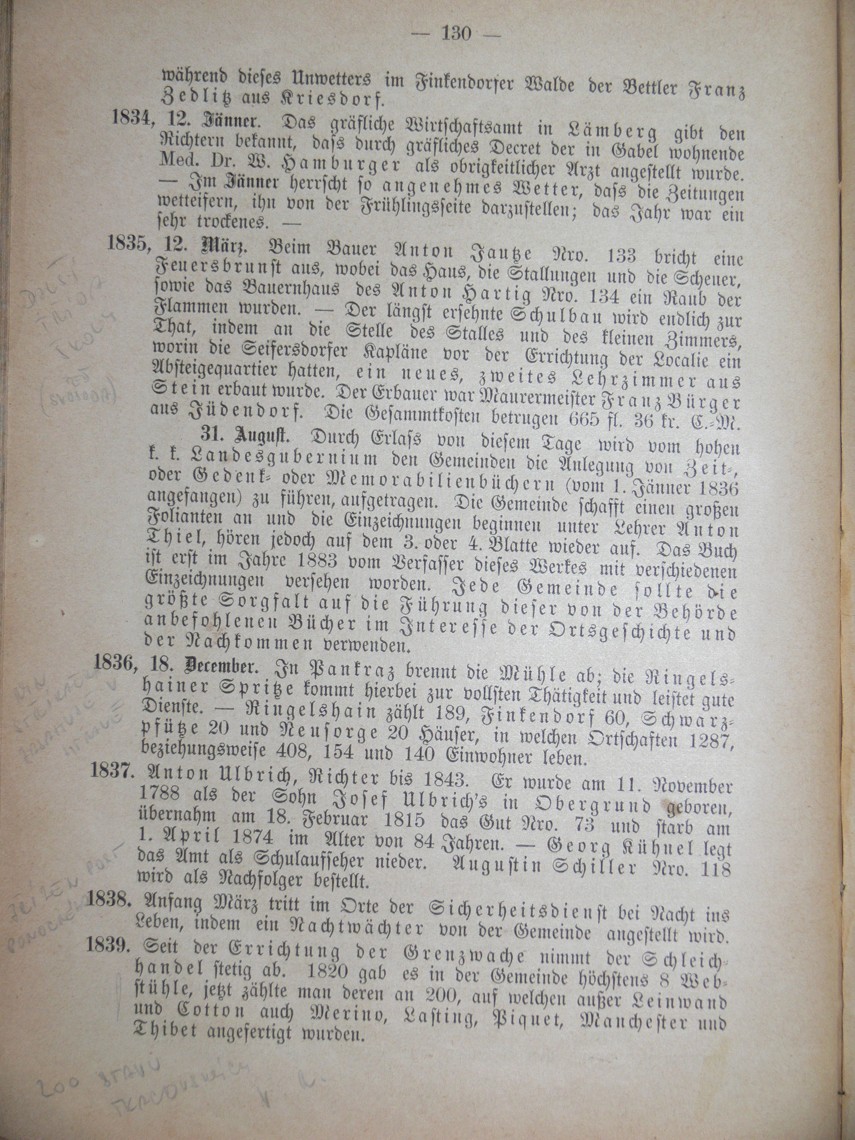 — 130 —
während dieses Unwetters im Finkendorfer Walde der Bettler Franz
Zedlitz aus Kriesdorf.
1834, 12. Jänner. Das gräfliche Wirtschaftsamt in Lämberg gibt den
Richtern bekannt, dass durch gräfliches Decret der in Gabel wohnende
Med. Dr. W. Hamburger als obrigkeitlicher Arzt angestellt wurde.
— Im Jänner herrscht so angenehmes Wetter, dass die Zeitungen
wetteifern, ihn von der Frühlingsseite darzustellen; das Jahr war ein
sehr trockenes. —
1835, 12. März. Beim Bauer Anton Jautze Nro. 133 bricht eine
Feuersbrunst aus, wobei das Haus, die Stallungen und die Scheuer,
sowie das Bauernhaus des Anton Hartig Nro. 134 ein Raub der
Flammen wurden. — Der längst ersehnte Schulbau wird endlich zur
That, indem an die Stelle des Stalles und des kleinen Zimmers,
worin die Seifersdorfer Kapläne vor der Errichtung der Localie ein
Absteigequartier hatten, ein neues, zweites Lehrzimmer aus
Stein erbaut wurde. Der Erbauer war Maurermeister Franz Bürger
aus Jüdendorf. Die Gesammtkosten betrugen 665 fl. 36 kr. C.=M.
31. August. Durch Erlass von diesem Tage wird vom hohen
k. k. Landesgubernium den Gemeinden die Anlegung von Zeit=,
oder Gedenk= oder Memorabilienbüchern (vom 1. Jänner 1836
angefangen) zu führen, aufgetragen. Die Gemeinde schafft einen großen
Folianten an und die Einzeichnungen beginnen unter Lehrer Anton
Thiel, hören jedoch auf dem 3. oder 4. Blatte wieder auf. Das Buch
ist erst im Jahre 1883 vom Verfasser dieses Werkes mit verschiedenen
Einzeichnungen versehen worden. Jede Gemeinde sollte die
größte Sorgfalt auf die Führung dieser von der Behörde
anbefohlenen Bücher im Interesse der Ortsgeschichte und
der Nachkommen verwenden.
1836, 18. December. In Pankraz brennt die Mühle ab; die Ringels=
hainer Spritze kommt hierbei zur vollsten Thätigkeit und leistet gute
Dienste. — Ringelshain zählt 189, Finkendorf 60, Schwarz=
pfütze 20 und Neusorge 20 Häuser, in welchen Ortschaften 1287,
beziehungsweise 408, 154 und 140 Einwohner leben.
1837. Anton Ulbrich, Richter bis 1843. Er wurde am 11. November
1788 als der Sohn Josef Ulbrich's in Obergrund geboren,
übernahm am 18. Februar 1815 das Gut Nro. 73 und starb am
1. April 1874 im Alter von 84 Jahren. — Georg Kühnel legt
das Amt als Schulaufseher nieder. Augustin Schiller Nro. 118
wird als Nachfolger bestellt.
1838. Anfang März tritt im Orte der Sicherheitsdienst bei Nacht ins
Leben, indem ein Nachtwächter von der Gemeinde angestellt wird.
1839. Seit der Errichtung der Grenzwache nimmt der Schleich
handel stetig ab. 1820 gab es in der Gemeinde höchstens 8 Web=
stühle, jetzt zählte man deren an 200, auf welchen außer Leinwand
und Cotton auch Merino, Lasting, Piquet, Manchester und
Thibet angefertigt wurden.
200